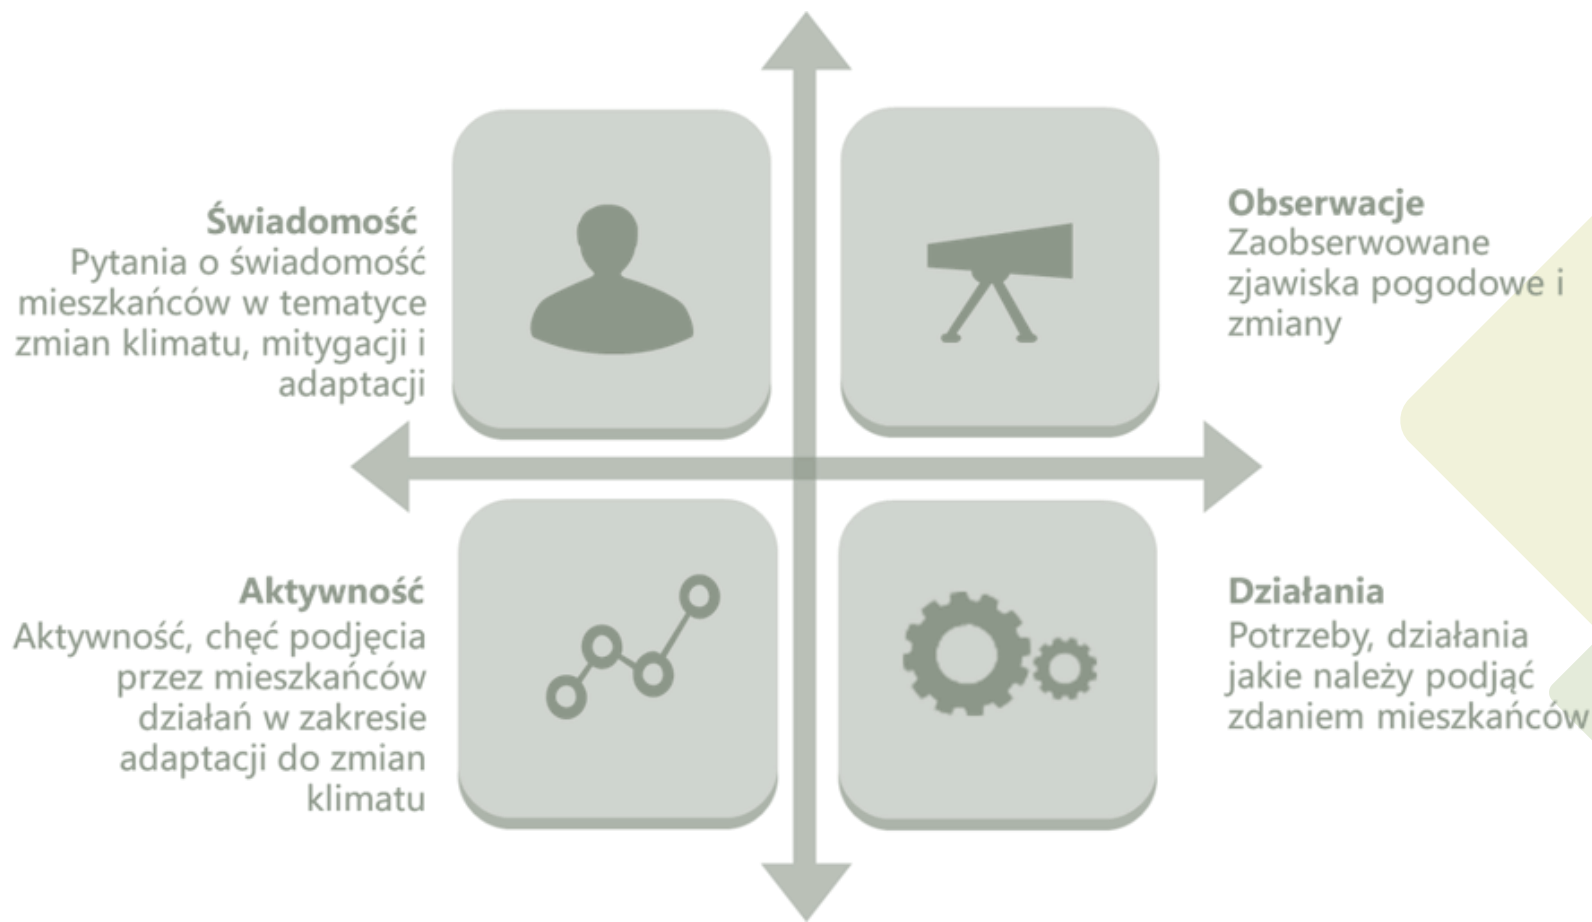 Świadomość
Pytania o świadomość
mieszkańców w tematyce
zmian klimatu, mitygacji i
adaptacji
Obserwacje
Zaobserwowane
zjawiska pogodowe i
zmiany
Aktywność
Aktywność, chęć podjęcia
przez mieszkańców
działań w zakresie
adaptacji do zmian
klimatu
Działania
Potrzeby, działania
jakie należy podjąć
zdaniem mieszkańców